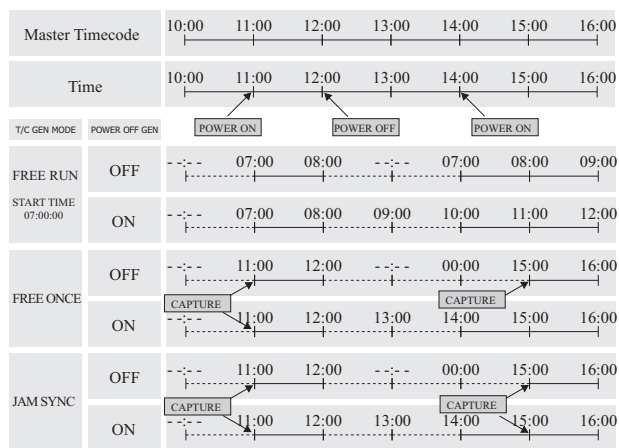 Master Timecode 10:00 11:00 12:00 13:00 14:00 15:00 16:00
Time 10:00 11:00 12:00 13:00 14:00 15:00 16:00
T/C GEN MODE POWER OFF GEN POWER ON POWER OFF POWER ON
FREE RUN
START TIME
07:00:00
OFF --:-- 07:00 08:00 --:-- 07:00 08:00 09:00
ON --:-- 07:00 08:00 09:00 10:00 11:00 12:00
FREE ONCE
OFF --:-- 11:00 12:00 --:-- 00:00 15:00 16:00
CAPTURE CAPTURE
ON --:-- 11:00 12:00 13:00 14:00 15:00 16:00
JAM SYNC
OFF --:-- 11:00 12:00 --:-- 00:00 15:00 16:00
CAPTURE CAPTURE
ON --:-- 11:00 12:00 13:00 14:00 15:00 16:00